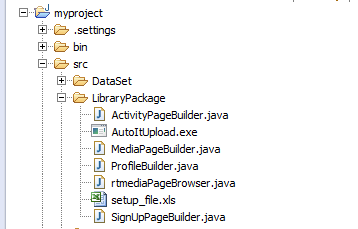 myproject
.settings
bin
src
DataSet
LibraryPackage
ActivityPageBuilder.java
AutoItUpload.exe
MediaPageBuilder.java
ProfileBuilder.java
rtmediaPageBrowser.java
setup_file.xls
SignUpPageBuilder.java